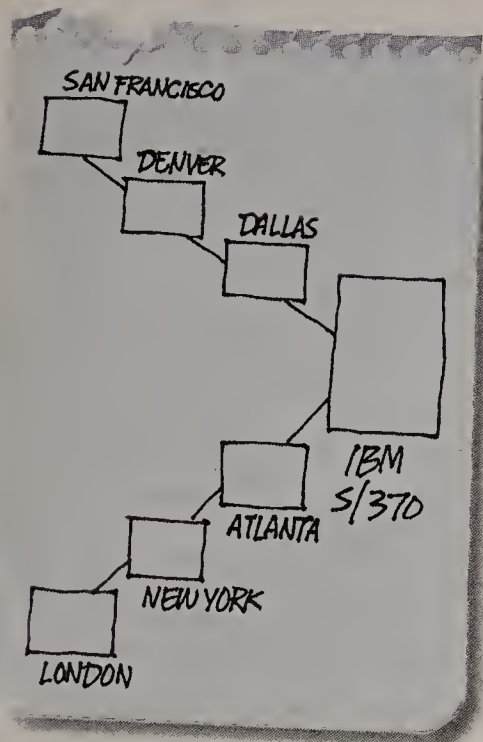 SAN FRANCISCO
DENVER
DALLAS
IBM
S/370
ATLANTA
NEW YORK
LONDON